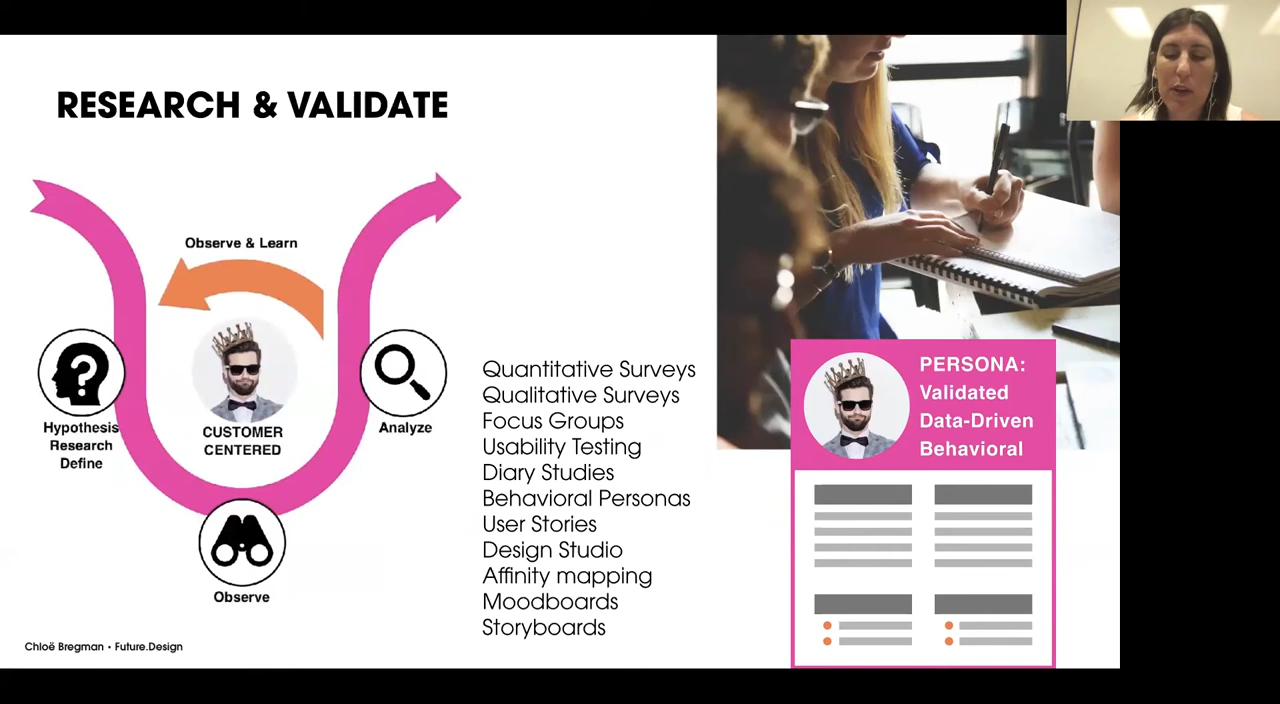 RESEARCH & VALIDATE
Observe & Learn
CUSTOMER
CENTERED
Hypothesis
Research
Define
Analyze
Observe
Quantitative Surveys
Qualitative Surveys
Focus Groups
Usability Testing
Diary Studies
Behavioral Personas
User Stories
Design Studio
Affinity mapping
Moodboards
Storyboards
PERSONA:
Validated
Data-Driven
Behavioral
Chloë Bregman • Future.Design